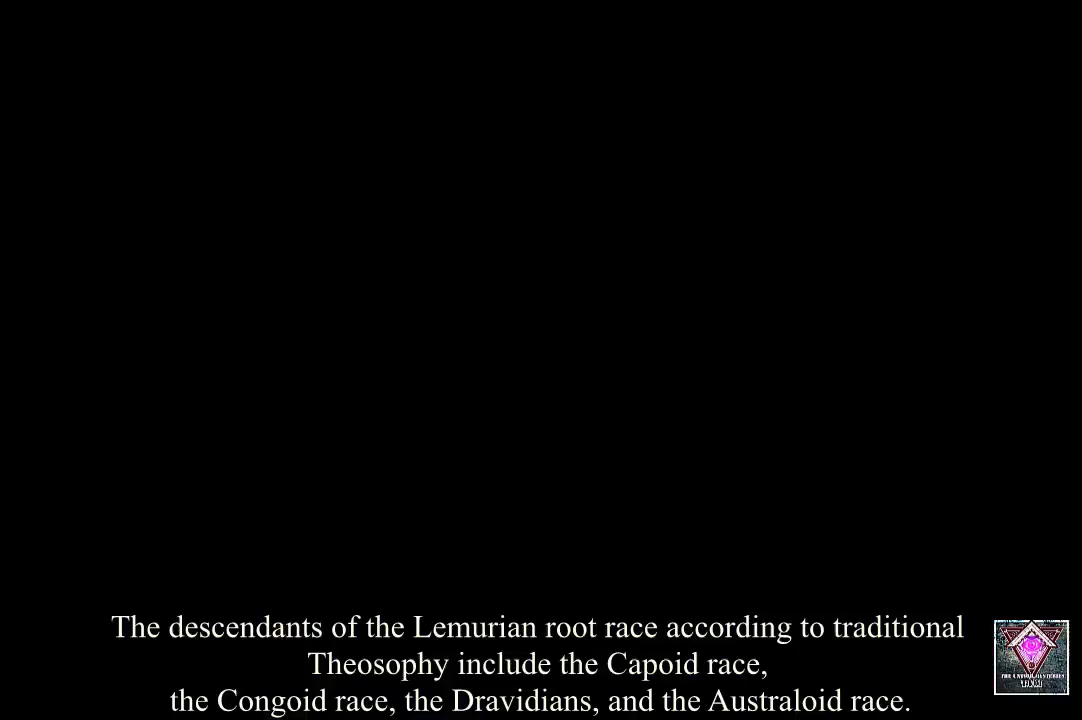 The descendants of the Lemurian root race according to traditional
Theosophy include the Capoid race,
the Congoid race, the Dravidians, and the Australoid race.